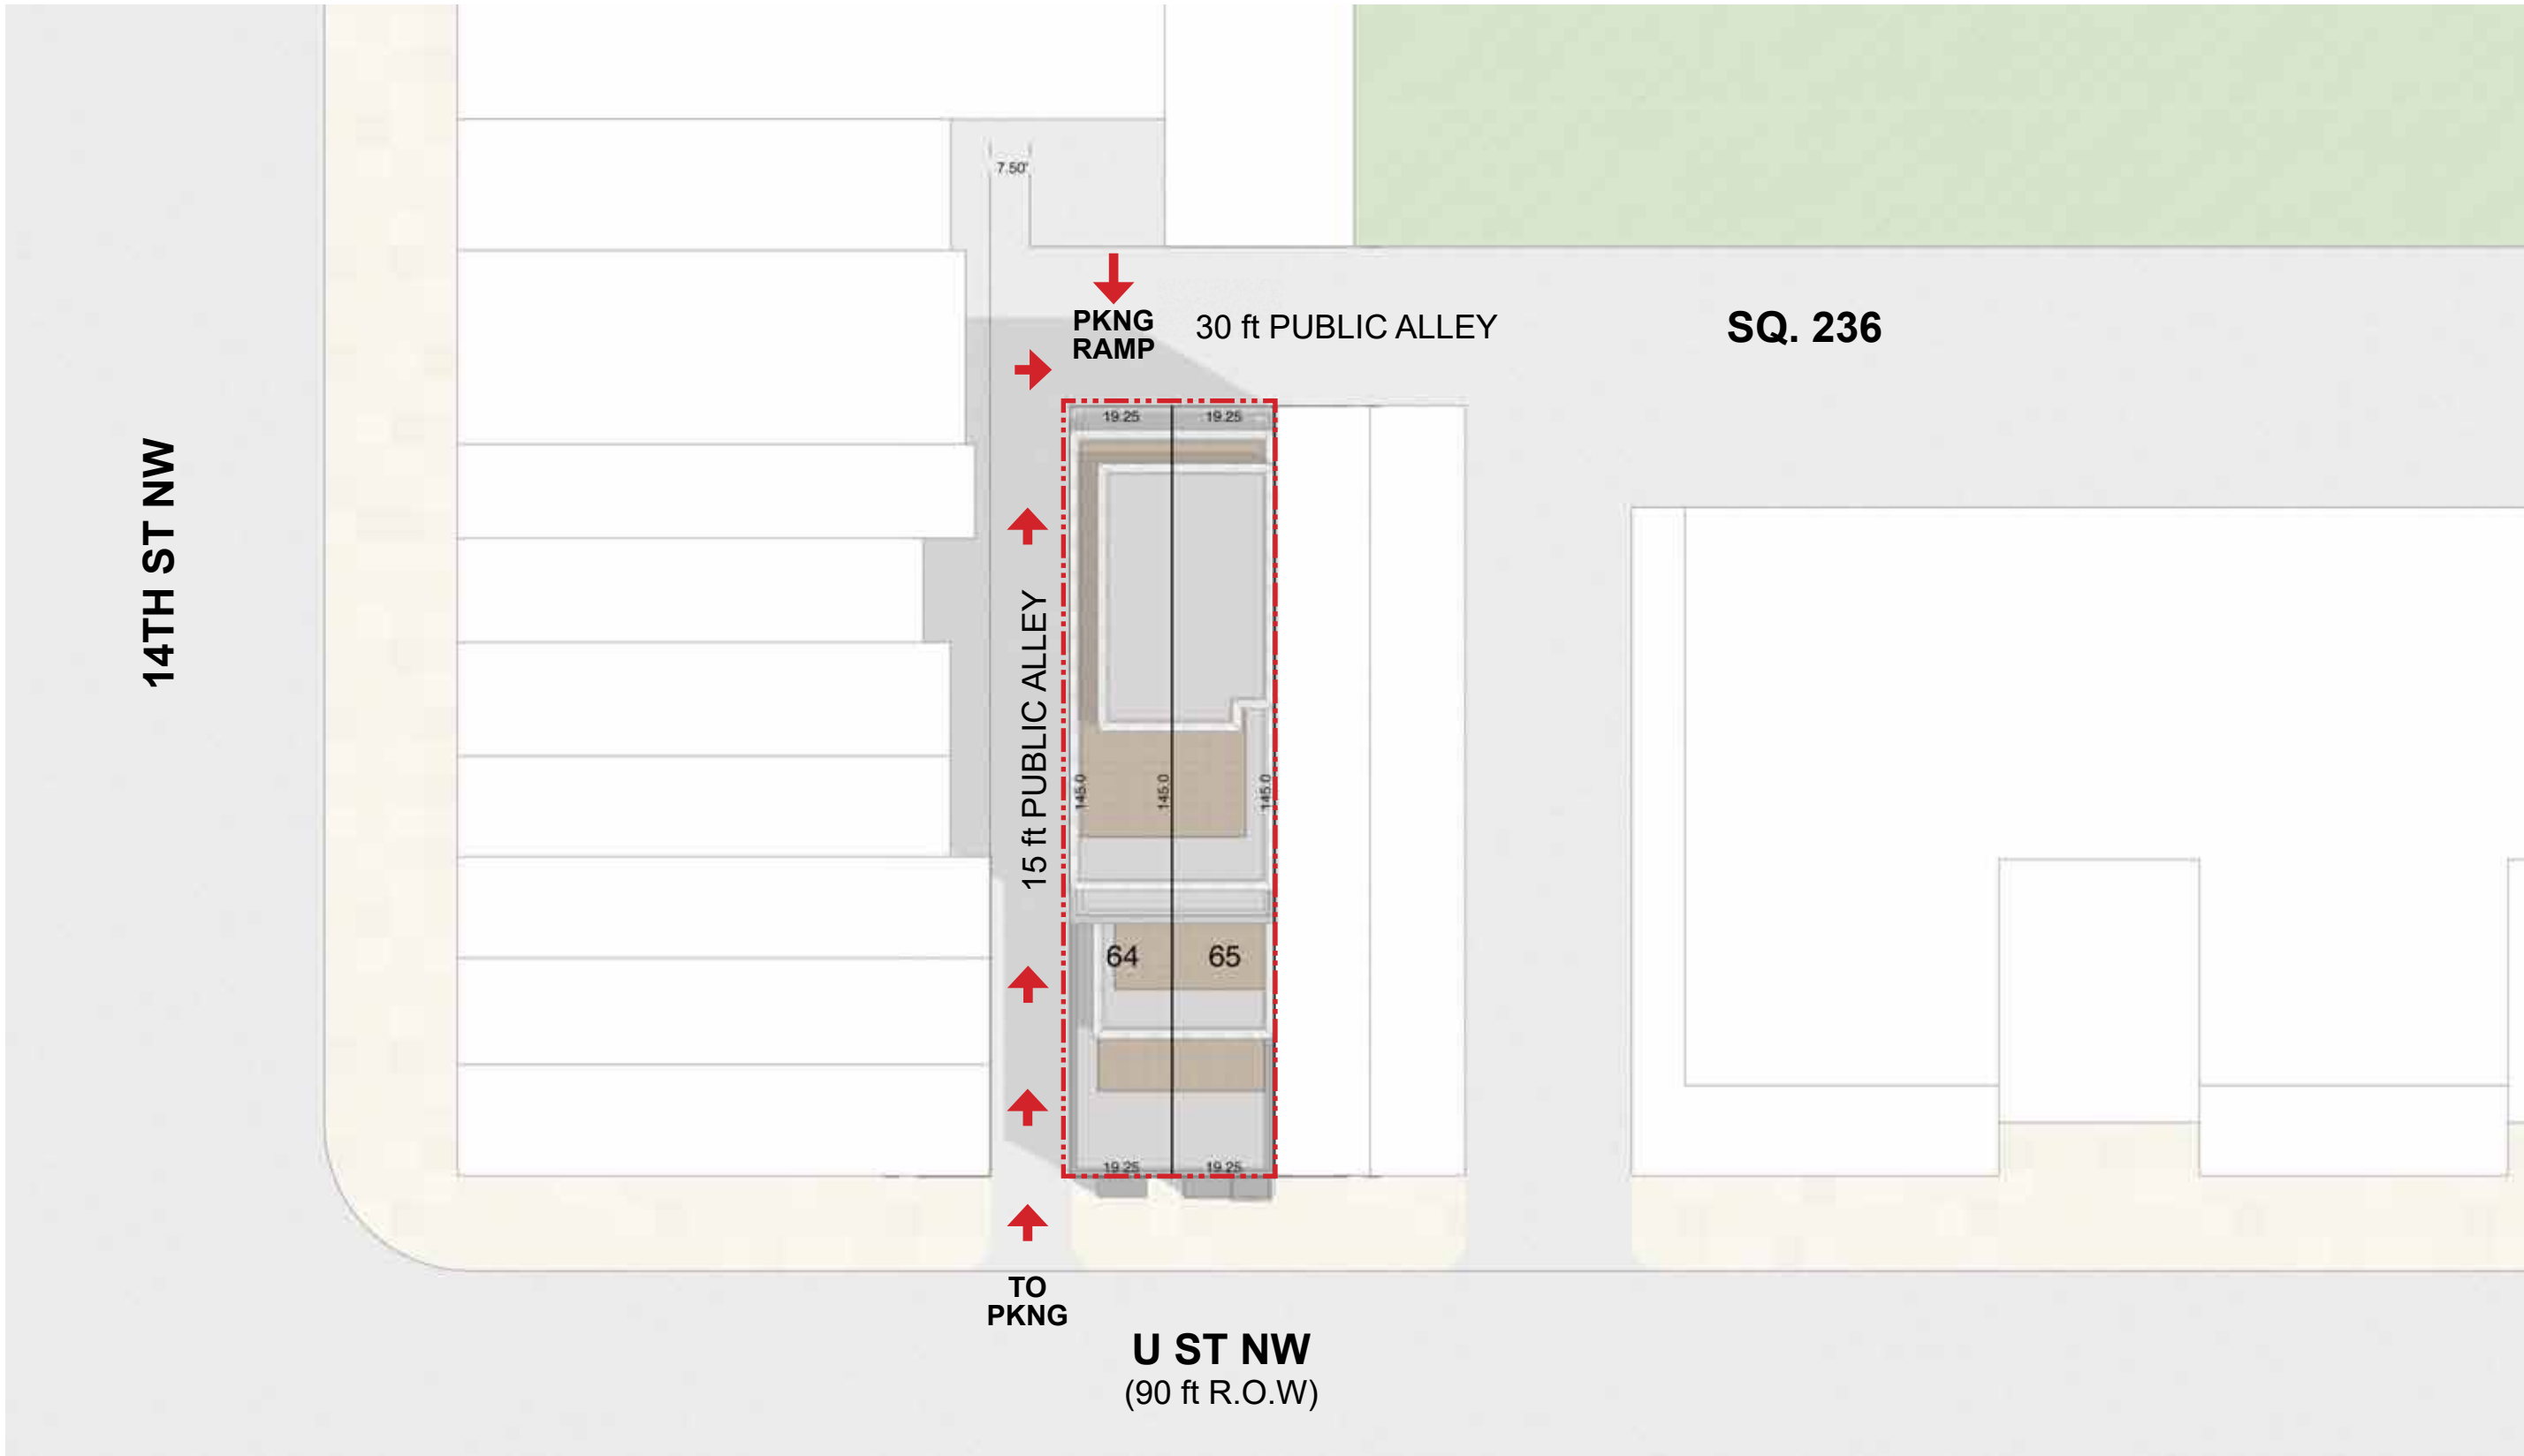 7.50'
PKNG
RAMP
30 ft PUBLIC ALLEY
SQ. 236
19.25
19.25
14TH ST NW
15 ft PUBLIC ALLEY
145.0
145.0
145.0
64
65
19.25
19.25
TO
PKNG
U ST NW
(90 ft R.O.W)